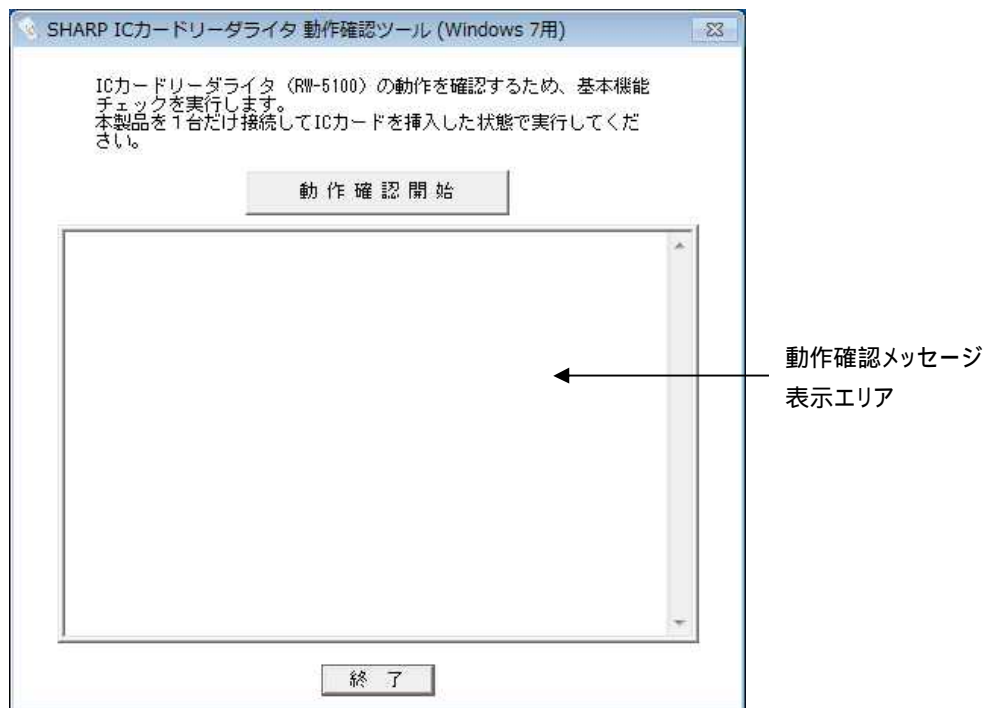 SHARP ICカードリーダライタ 動作確認ツール (Windows 7用)
ICカードリーダライタ（RW-5100）の動作を確認するため、基本機能
チェックを実行します。
本製品を１台だけ接続してICカードを挿入した状態で実行してくだ
さい。
動 作 確 認 開 始
動作確認メッセージ
表示エリア
終 了